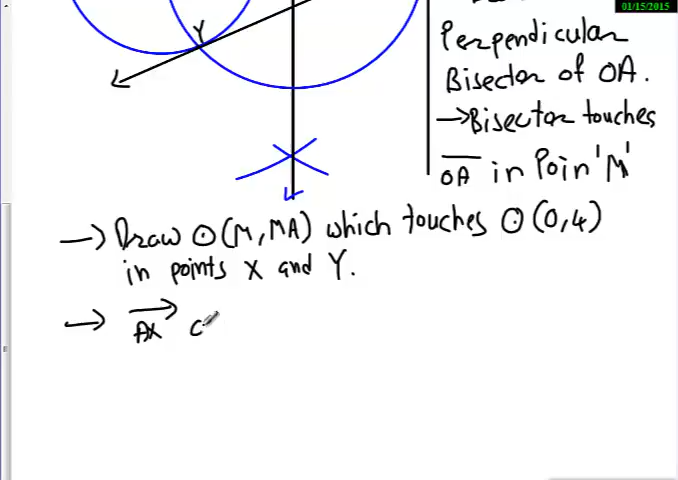 01/15/2015
Y
Perpendicular
Bisector of OA.
→Bisector touches
OA in Poin 'M'
→ Draw ⊙(M, MA) which touches ⊙(O,4)
in points X and Y.
→ AX